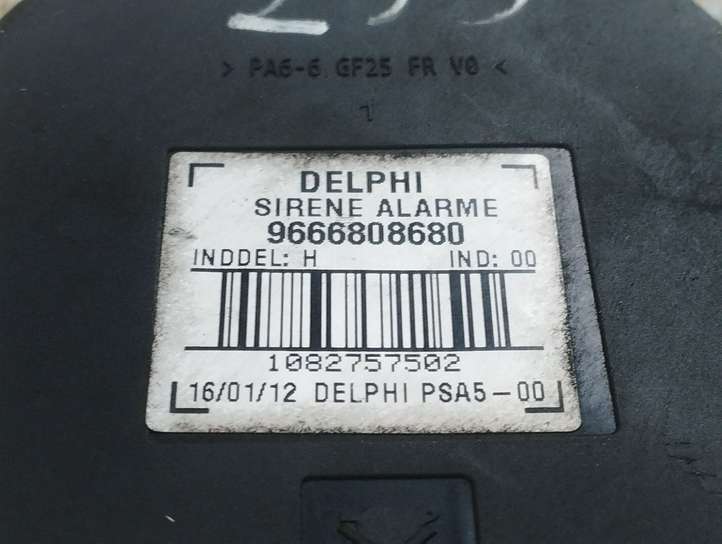 > PA6-6 GF25 FR V0 <
DELPHI
SIRENE ALARME
9666808680
INDDEL: H IND: 00
1082757502
16/01/12 DELPHI PSA5-00